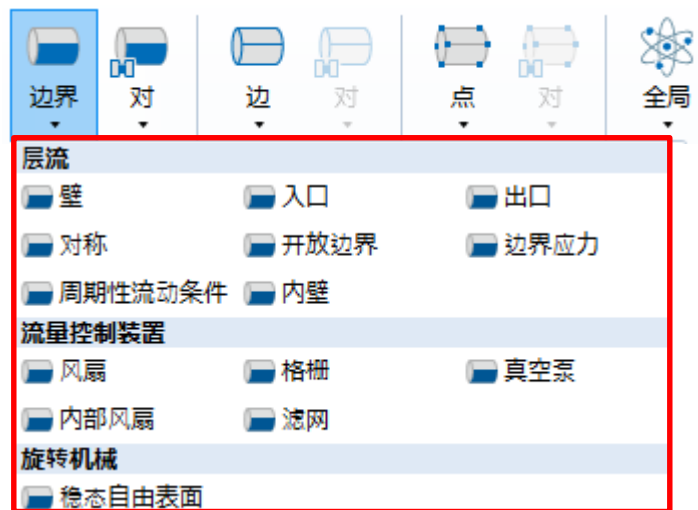 边界 对 边 对 点 对 全局
层流
壁 入口 出口
对称 开放边界 边界应力
周期性流动条件 内壁
流量控制装置
风扇 格栅 真空泵
内部风扇 滤网
旋转机械
稳态自由表面